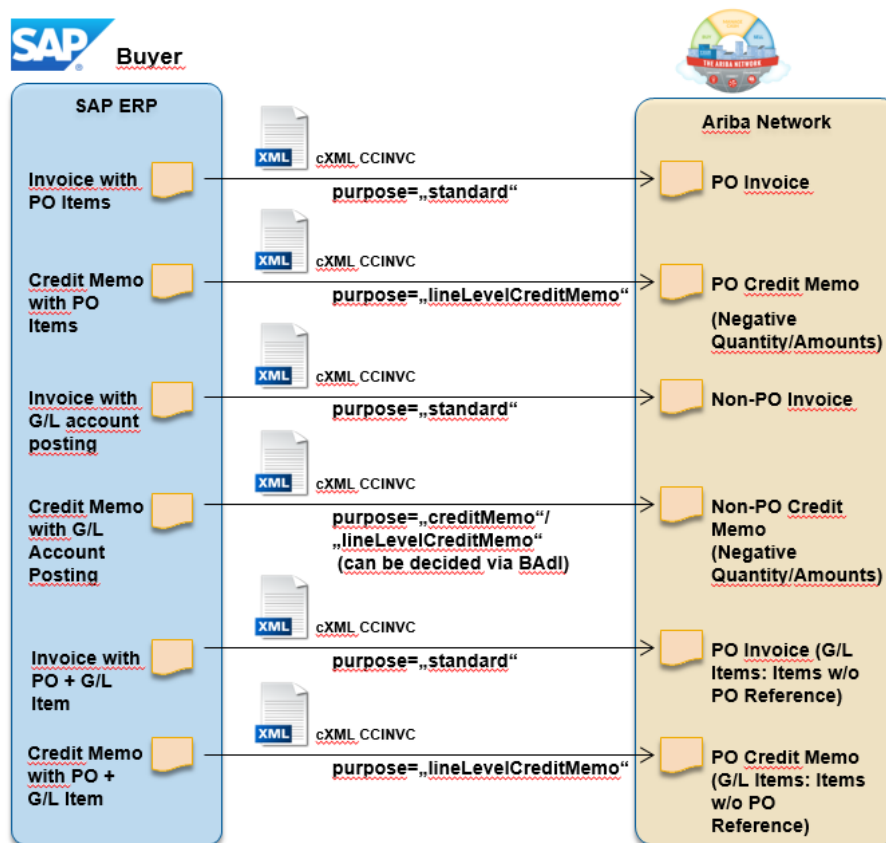 SAP
Buyer
THE ARIBA NETWORK
SAP ERP
Ariba Network
Invoice with
PO Items
XML
cXML CCINVC
purpose=„standard“
PO Invoice
Credit Memo
with PO
Items
XML
cXML CCINVC
purpose=„lineLevelCreditMemo“
PO Credit Memo
(Negative
Quantity/Amounts)
Invoice with
G/L account
posting
XML
cXML CCINVC
purpose=„standard“
Non-PO Invoice
Credit Memo
with G/L
Account
Posting
XML
cXML CCINVC
purpose=„creditMemo“/
„lineLevelCreditMemo“
(can be decided via BAdI)
Non-PO Credit
Memo
(Negative
Quantity/Amounts)
Invoice with
PO + G/L
Item
XML
cXML CCINVC
purpose=„standard“
PO Invoice (G/L
Items: Items w/o
PO Reference)
Credit Memo
with PO +
G/L Item
XML
cXML CCINVC
purpose=„lineLevelCreditMemo“
PO Credit Memo
(G/L Items: Items
w/o PO
Reference)